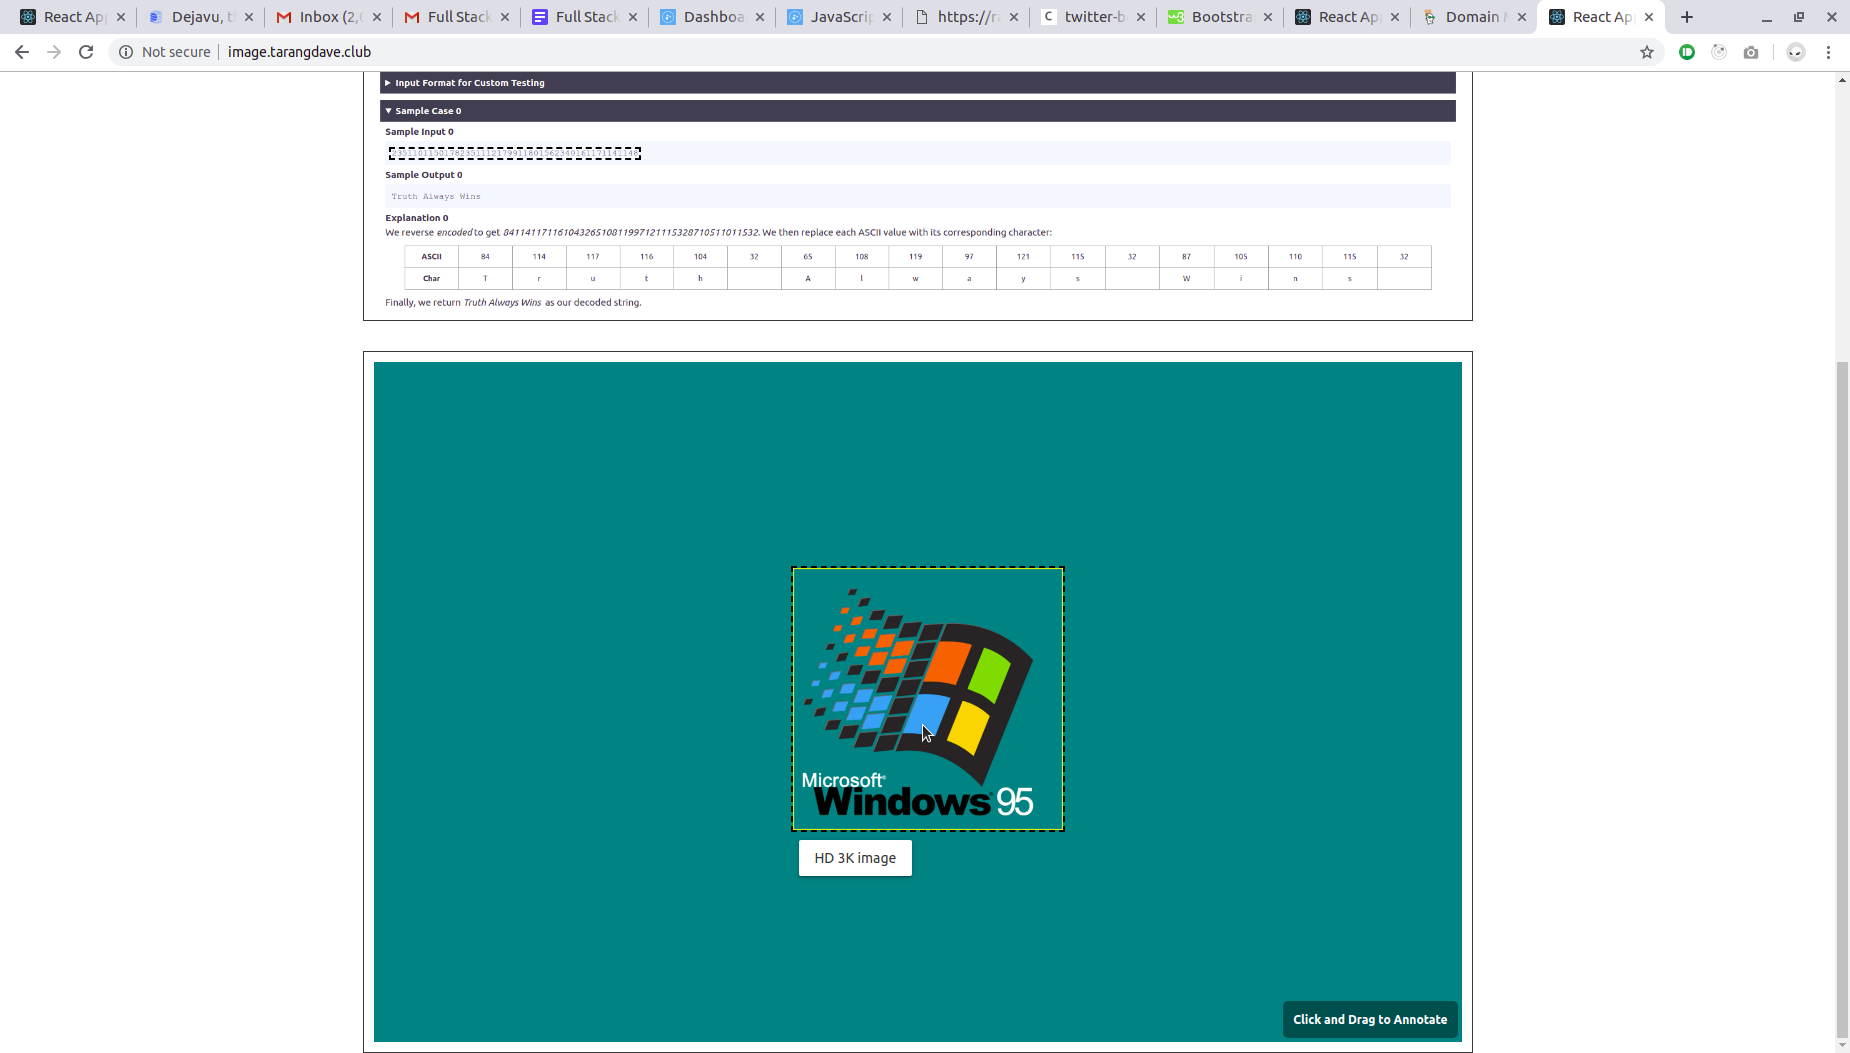 React Ap
Dejavu, t
Inbox (2,
Full Stack
Full Stack
Dashboa
JavaScrip
https://r
twitter-b
Bootstra
React Ap
Domain
React Ap
Not secure
image.tarangdave.club
Input Format for Custom Testing
Sample Case 0
Sample Input 0
Sample Output 0
Truth Always Wins
Explanation 0
We reverse encoded to get 841141171161043265108119971211153287105110115​32. We then replace each ASCII value with its corresponding character:
ASCII 84 114 117 116 104 32 65 108 119 97 121 115 32 87 105 110 115 32
Char T r u t h A l w a y s W i n s
Finally, we return Truth Always Wins as our decoded string.
Microsoft®
Windows 95
HD 3K image
Click and Drag to Annotate